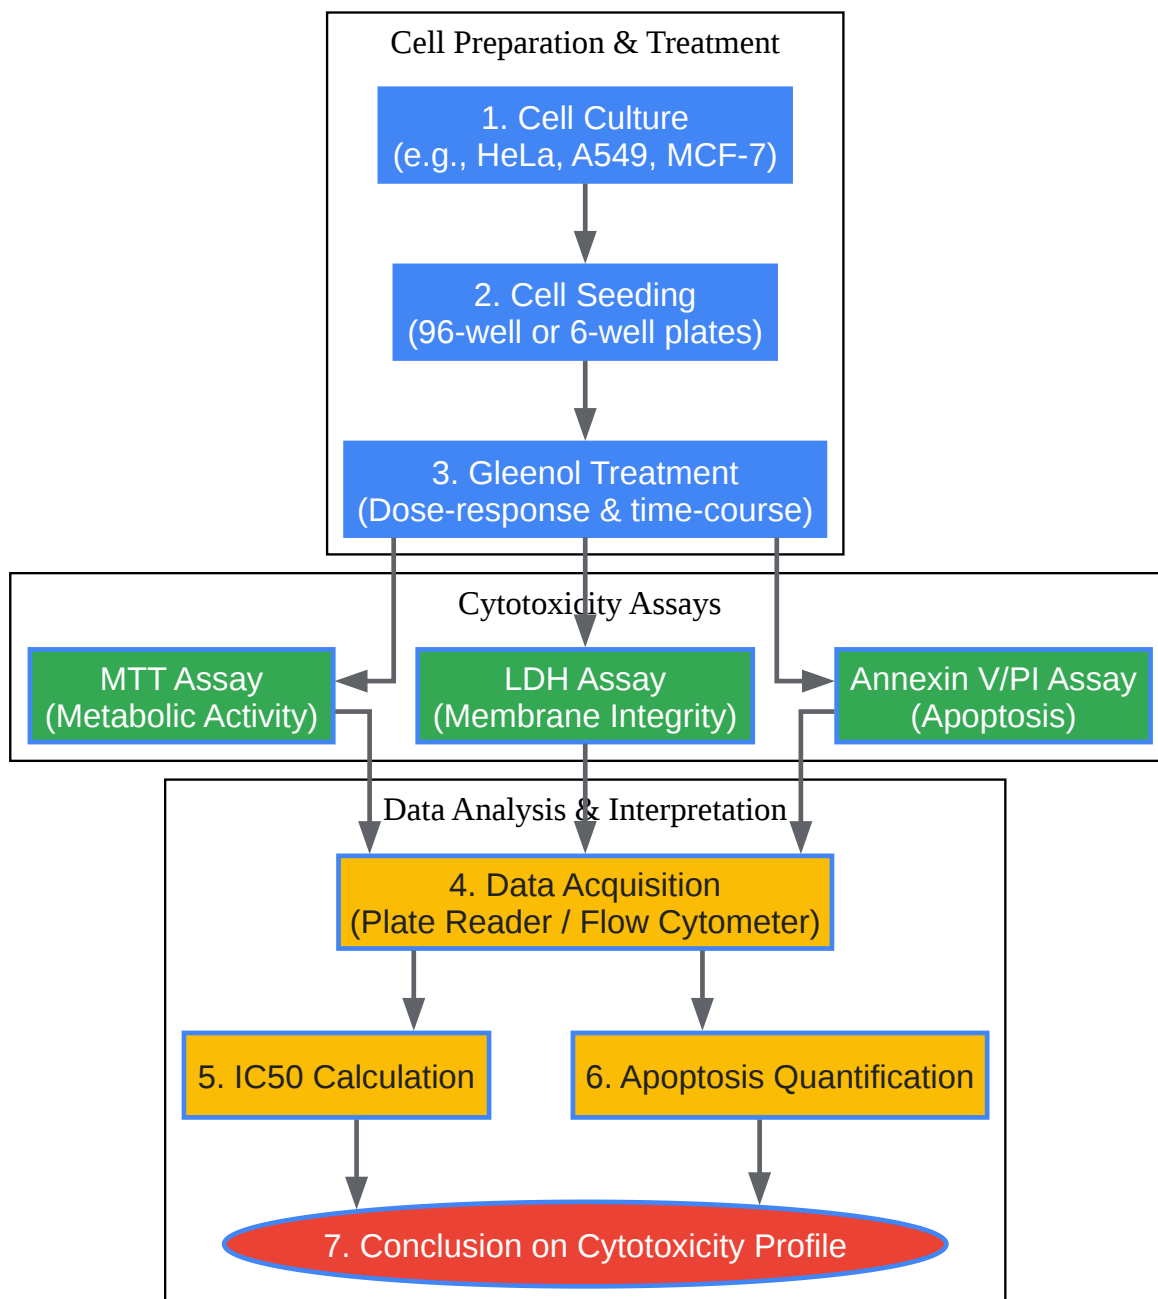 Cell Preparation & Treatment
1. Cell Culture
(e.g., HeLa, A549, MCF-7)
2. Cell Seeding
(96-well or 6-well plates)
3. Gleenol Treatment
(Dose-response & time-course)
Cytotoxicity Assays
MTT Assay
(Metabolic Activity)
LDH Assay
(Membrane Integrity)
Annexin V/PI Assay
(Apoptosis)
Data Analysis & Interpretation
4. Data Acquisition
(Plate Reader / Flow Cytometer)
5. IC50 Calculation
6. Apoptosis Quantification
7. Conclusion on Cytotoxicity Profile